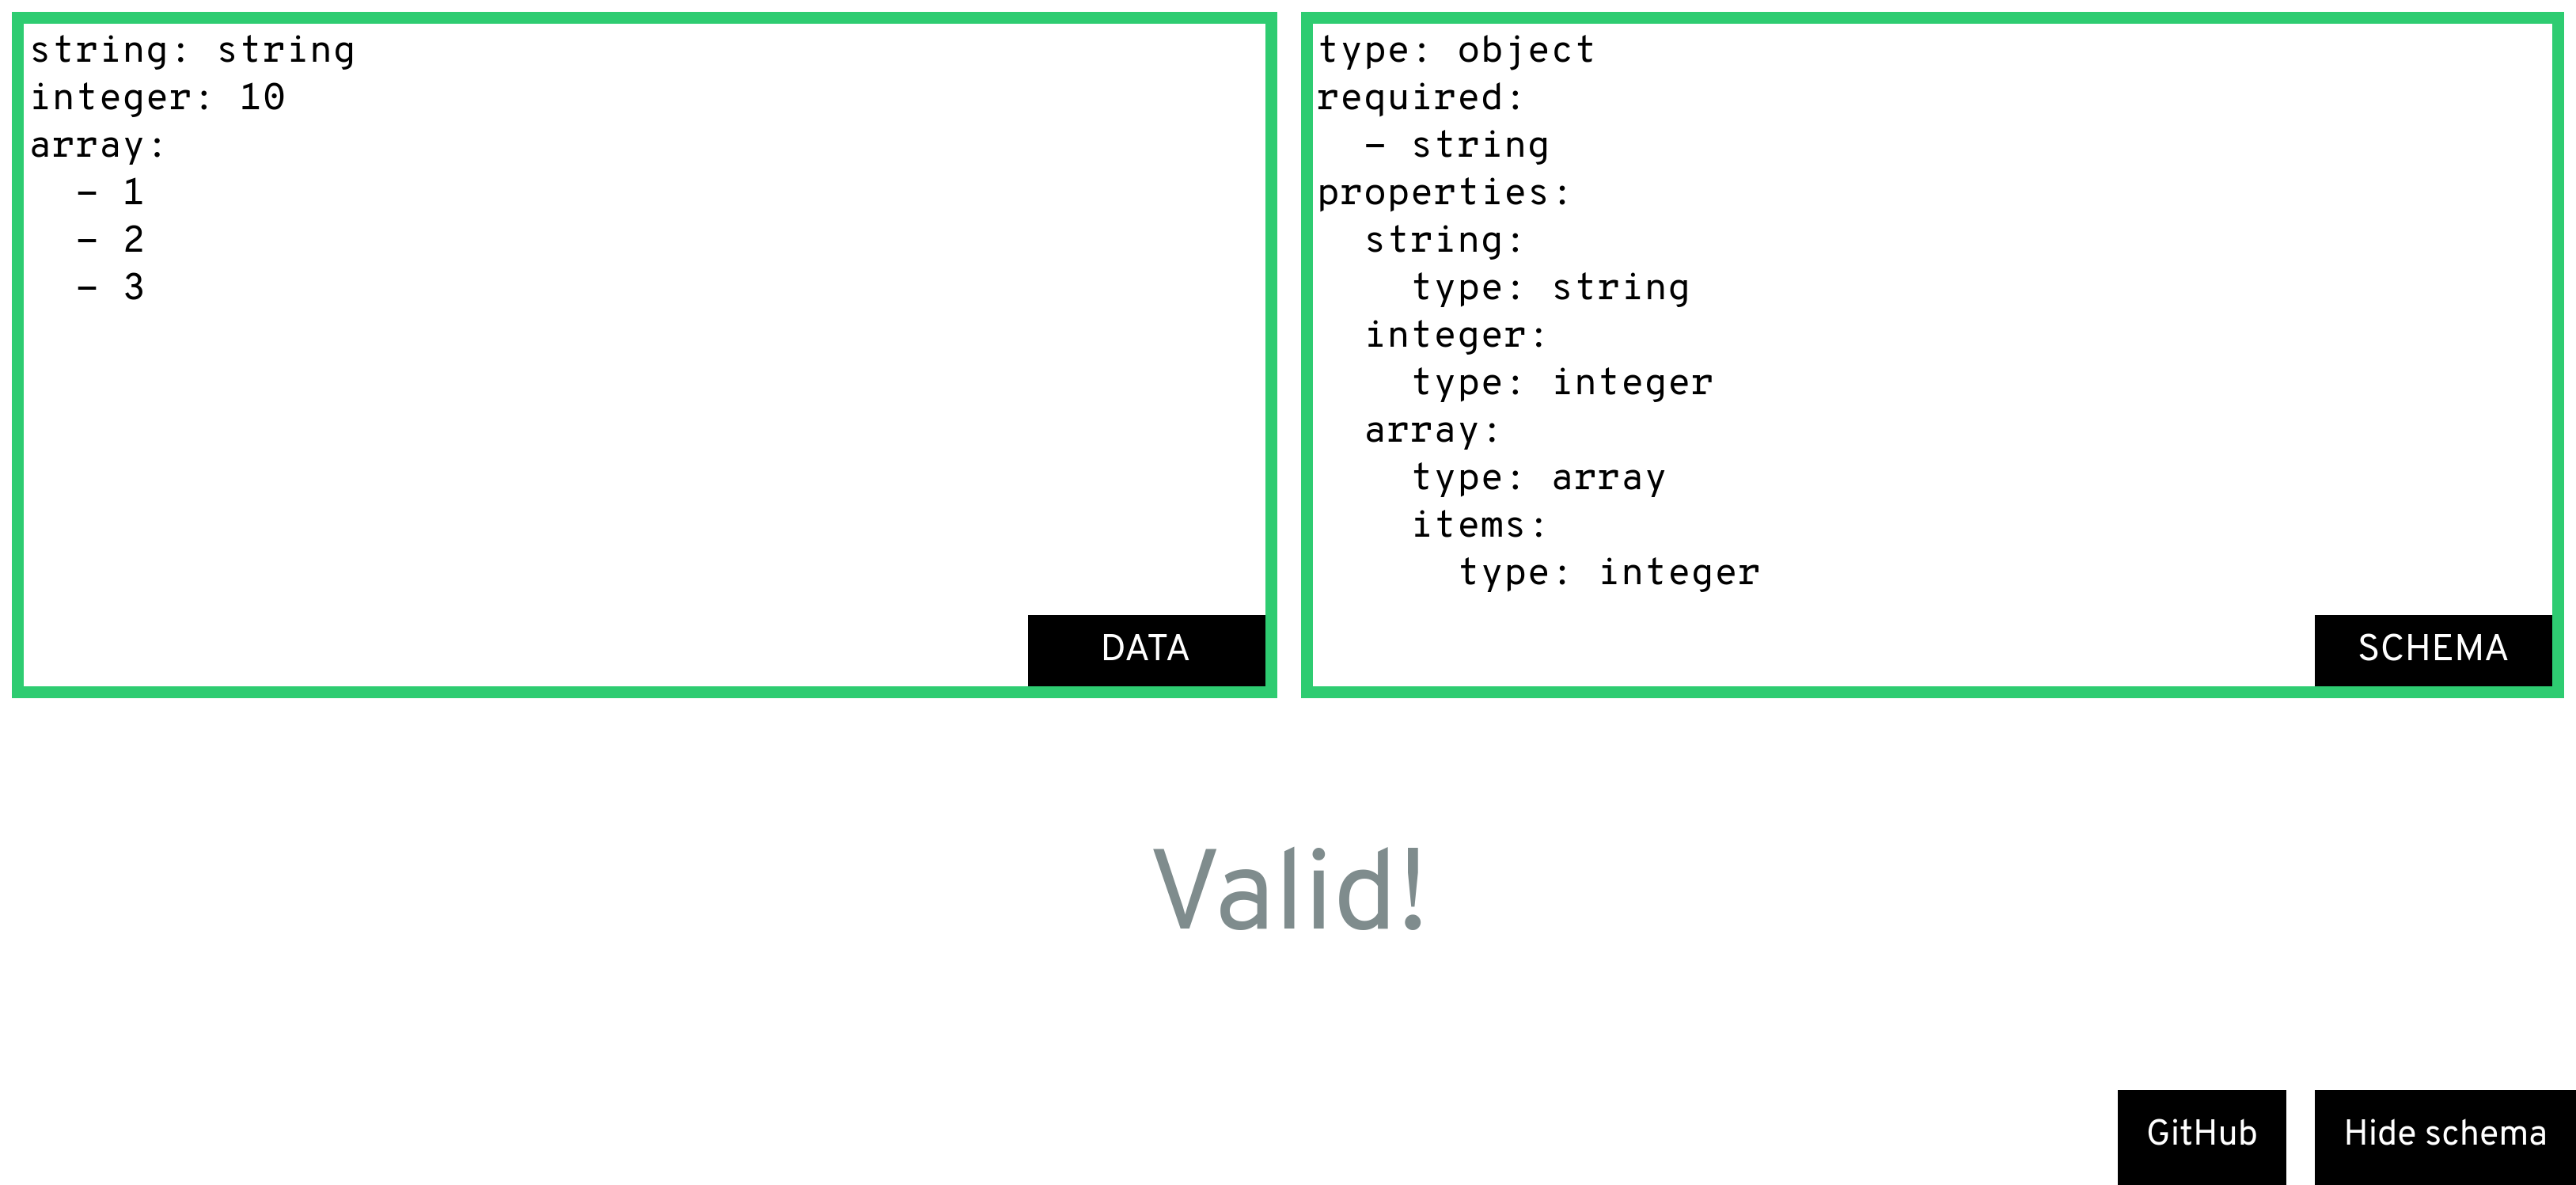 string: string
integer: 10
array:
  - 1
  - 2
  - 3
DATA
type: object
required:
  - string
properties:
  string:
    type: string
  integer:
    type: integer
  array:
    type: array
    items:
      type: integer
SCHEMA
Valid!
GitHub
Hide schema